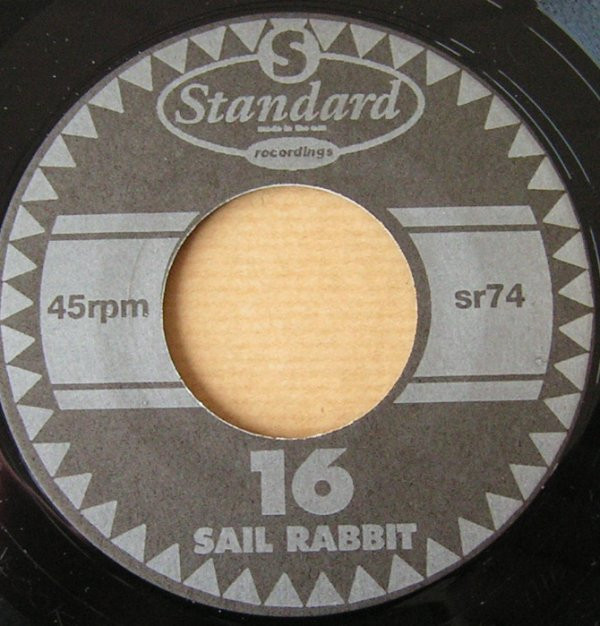 S
Standard
recordings
45rpm
sr74
16
SAIL RABBIT